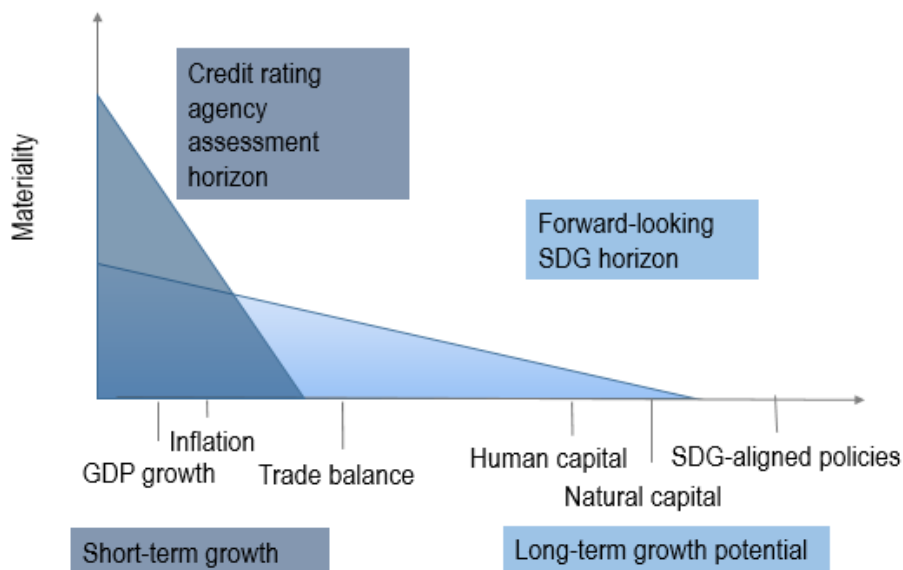 Credit rating
agency
assessment
horizon
Materiality
Forward-looking
SDG horizon
Inflation
GDP growth
Trade balance
Human capital
Natural capital
SDG-aligned policies
Short-term growth
Long-term growth potential